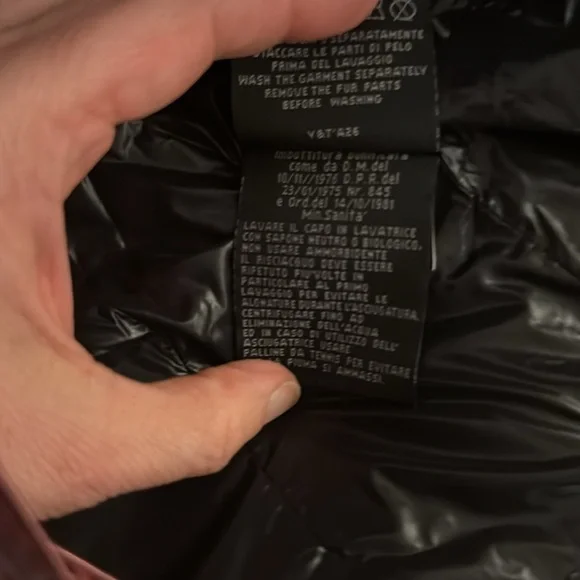 SEPARATAMENTE
STACCARE LE PARTI DI PELO
PRIMA DEL LAVAGGIO
WASH THE GARMENT SEPARATELY
REMOVE THE FUR PARTS
BEFORE WASHING
V&T'A26
Imbottitura bonificata
come da D.M.del
10/11//1976 D.P.R.del
23/01/1975 Nr. 845
e Ord.del 14/10/1981
Min.Sanita'
LAVARE IL CAPO IN LAVATRICE
CON SAPONE NEUTRO O BIOLOGICO.
NON USARE AMMORBIDENTE
IL RISCIACQUO DEVE ESSERE
RIPETUTO PIU'VOLTE IN
PARTICOLARE AL PRIMO
LAVAGGIO PER EVITARE LE
ALONATURE DURANTE L'ASCIUGATURA.
CENTRIFUGARE FINO AD
ELIMINAZIONE DELL'ACQUA
ED IN CASO DI UTILIZZO DELL'
ASCIUGATRICE USARE
PALLINE DA TENNIS PER EVITARE
PIUMA SI AMMASSI.